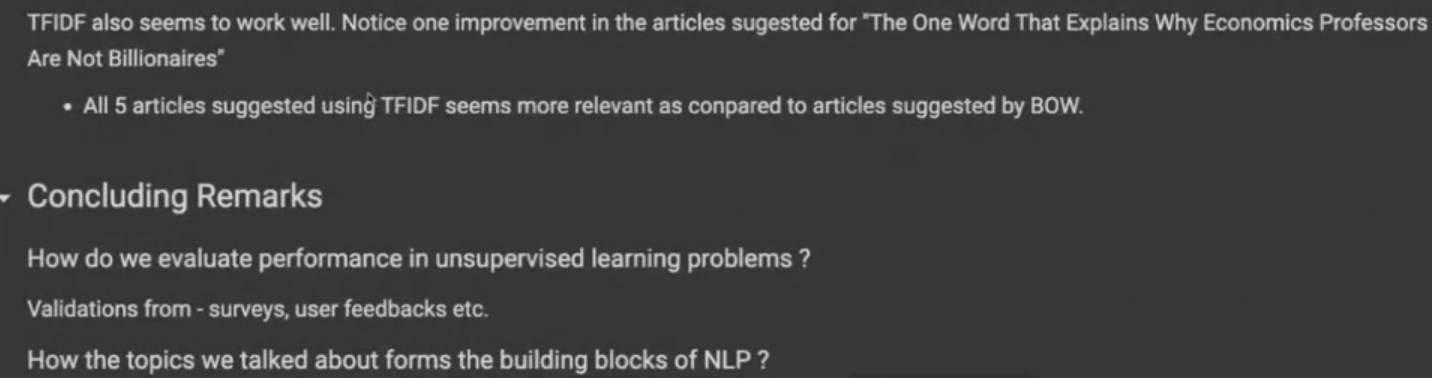 TFIDF also seems to work well. Notice one improvement in the articles sugested for "The One Word That Explains Why Economics Professors
Are Not Billionaires"
• All 5 articles suggested using TFIDF seems more relevant as conpared to articles suggested by BOW.
Concluding Remarks
How do we evaluate performance in unsupervised learning problems ?
Validations from - surveys, user feedbacks etc.
How the topics we talked about forms the building blocks of NLP ?